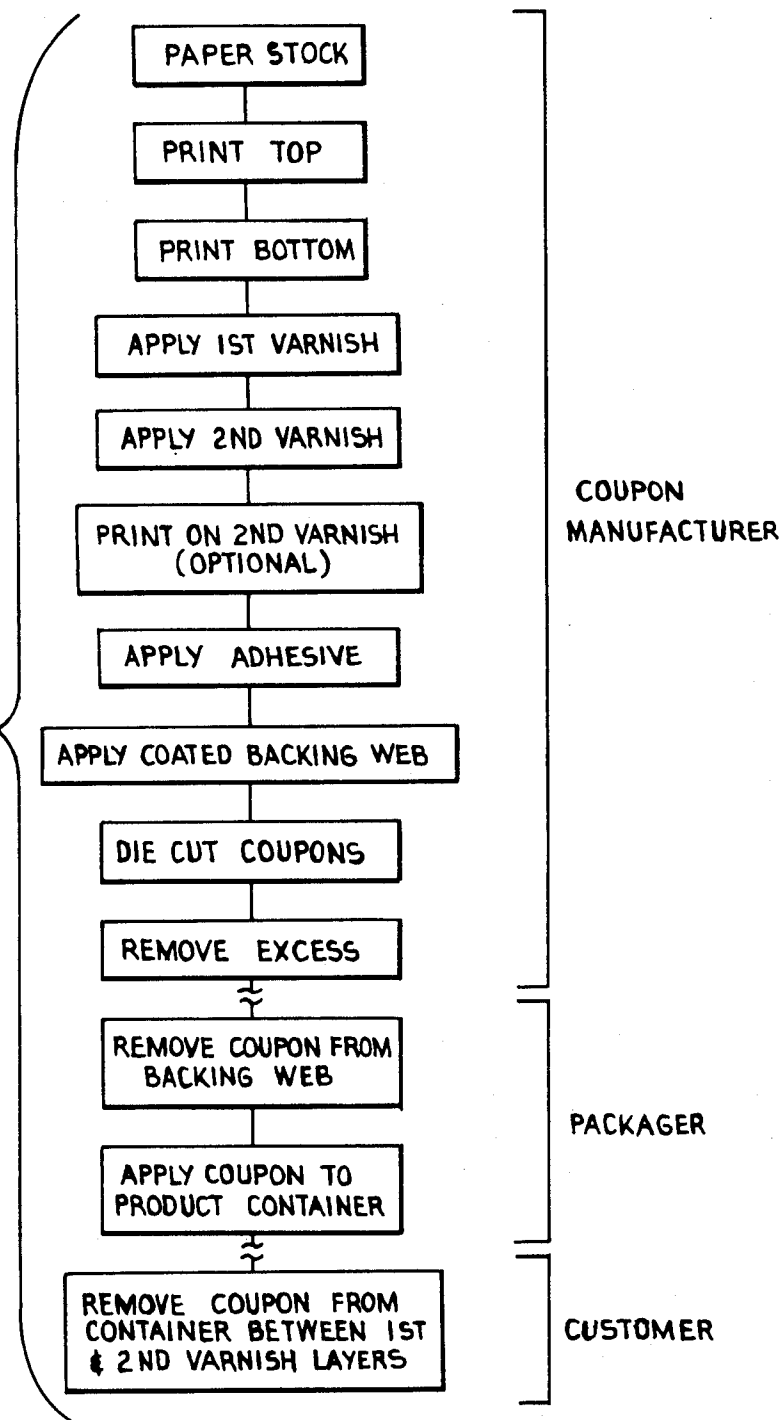 PAPER STOCK
PRINT TOP
PRINT BOTTOM
APPLY 1ST VARNISH
APPLY 2ND VARNISH
PRINT ON 2ND VARNISH
(OPTIONAL)
APPLY ADHESIVE
APPLY COATED BACKING WEB
DIE CUT COUPONS
REMOVE EXCESS
COUPON
MANUFACTURER
REMOVE COUPON FROM
BACKING WEB
APPLY COUPON TO
PRODUCT CONTAINER
PACKAGER
REMOVE COUPON FROM
CONTAINER BETWEEN 1ST
& 2ND VARNISH LAYERS
CUSTOMER